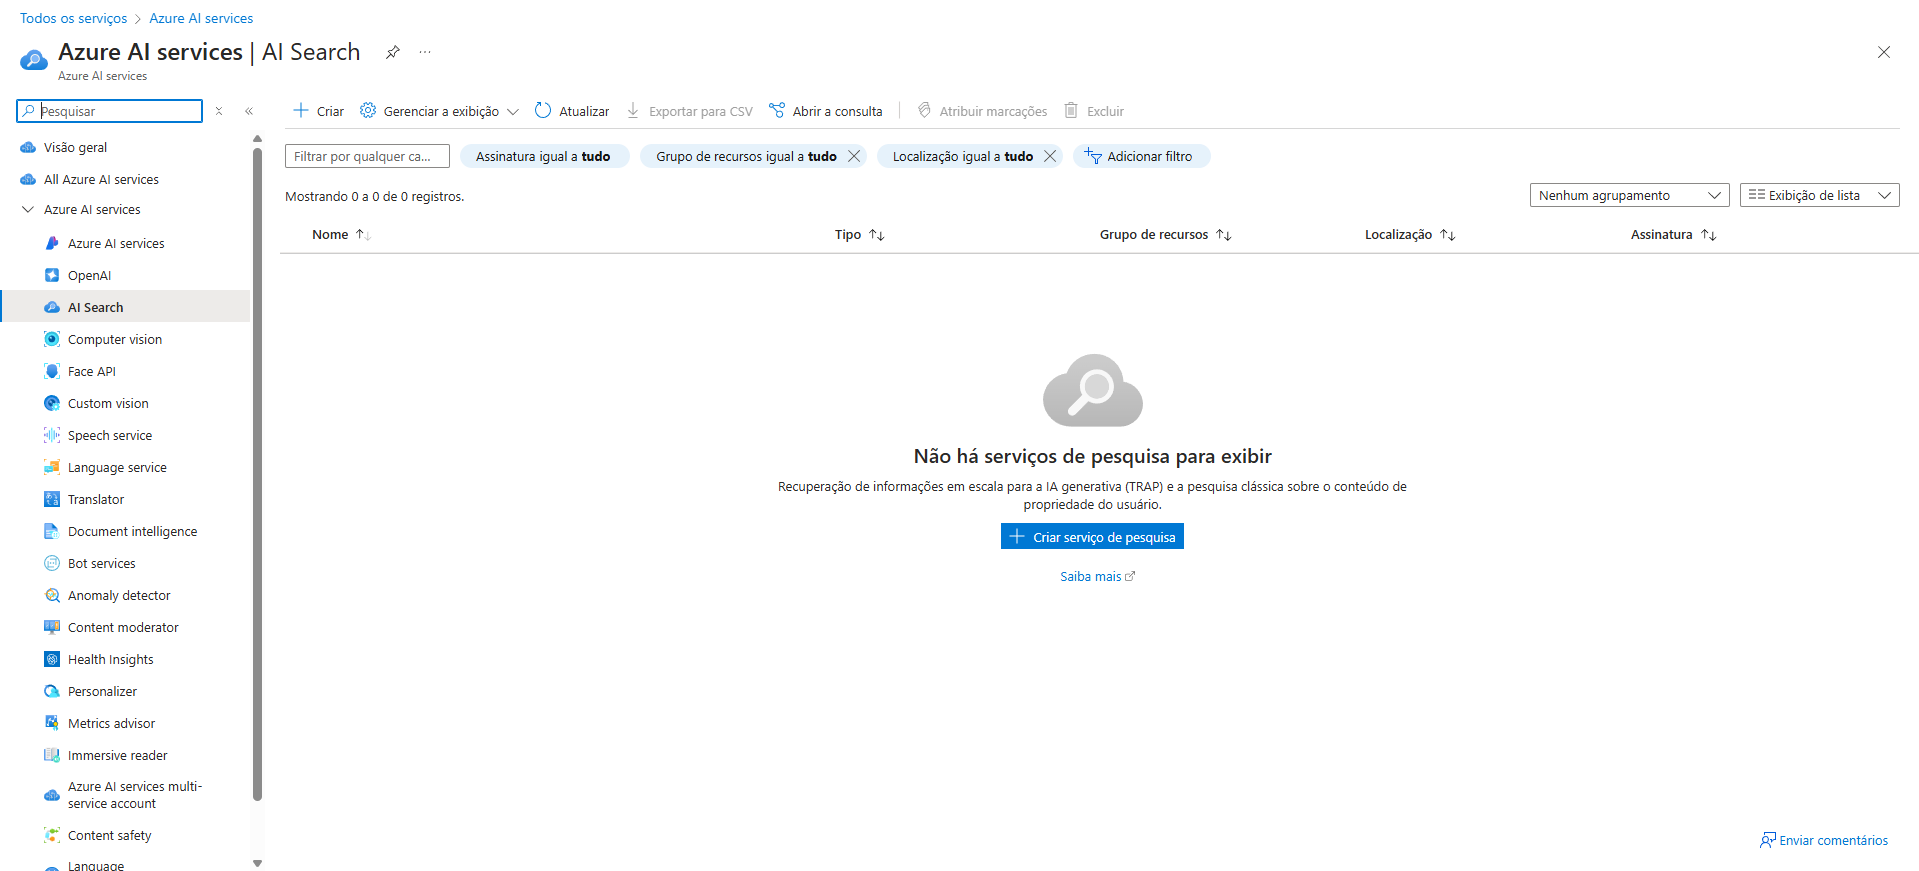 Todos os serviços > Azure AI services
Azure AI services | AI Search
Azure AI services
Pesquisar
Criar Gerenciar a exibição Atualizar Exportar para CSV Abrir a consulta Atribuir marcações Excluir
Filtrar por qualquer ca... Assinatura igual a tudo Grupo de recursos igual a tudo Localização igual a tudo Adicionar filtro
Mostrando 0 a 0 de 0 registros.
Nenhum agrupamento Exibição de lista
Nome Tipo Grupo de recursos Localização Assinatura
Visão geral
All Azure AI services
Azure AI services
Azure AI services
OpenAI
AI Search
Computer vision
Face API
Custom vision
Speech service
Language service
Translator
Document intelligence
Bot services
Anomaly detector
Content moderator
Health Insights
Personalizer
Metrics advisor
Immersive reader
Azure AI services multi-
service account
Content safety
Language
Não há serviços de pesquisa para exibir
Recuperação de informações em escala para a IA generativa (TRAP) e a pesquisa clássica sobre o conteúdo de
propriedade do usuário.
Criar serviço de pesquisa
Saiba mais
Enviar comentários